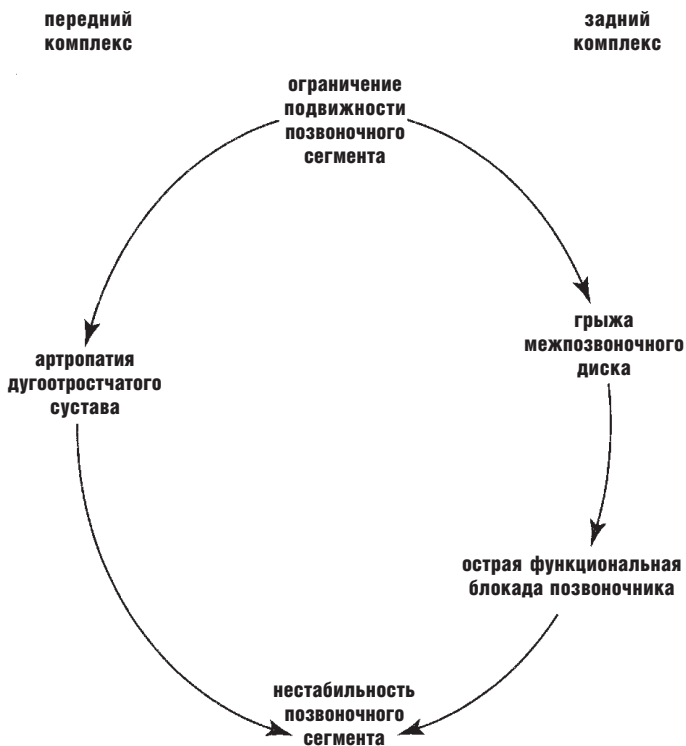 передний
комплекс
задний
комплекс
ограничение
подвижности
позвоночного
сегмента
артропатия
дугоотростчатого
сустава
грыжа
межпозвоночного
диска
острая функциональная
блокада позвоночника
нестабильность
позвоночного
сегмента